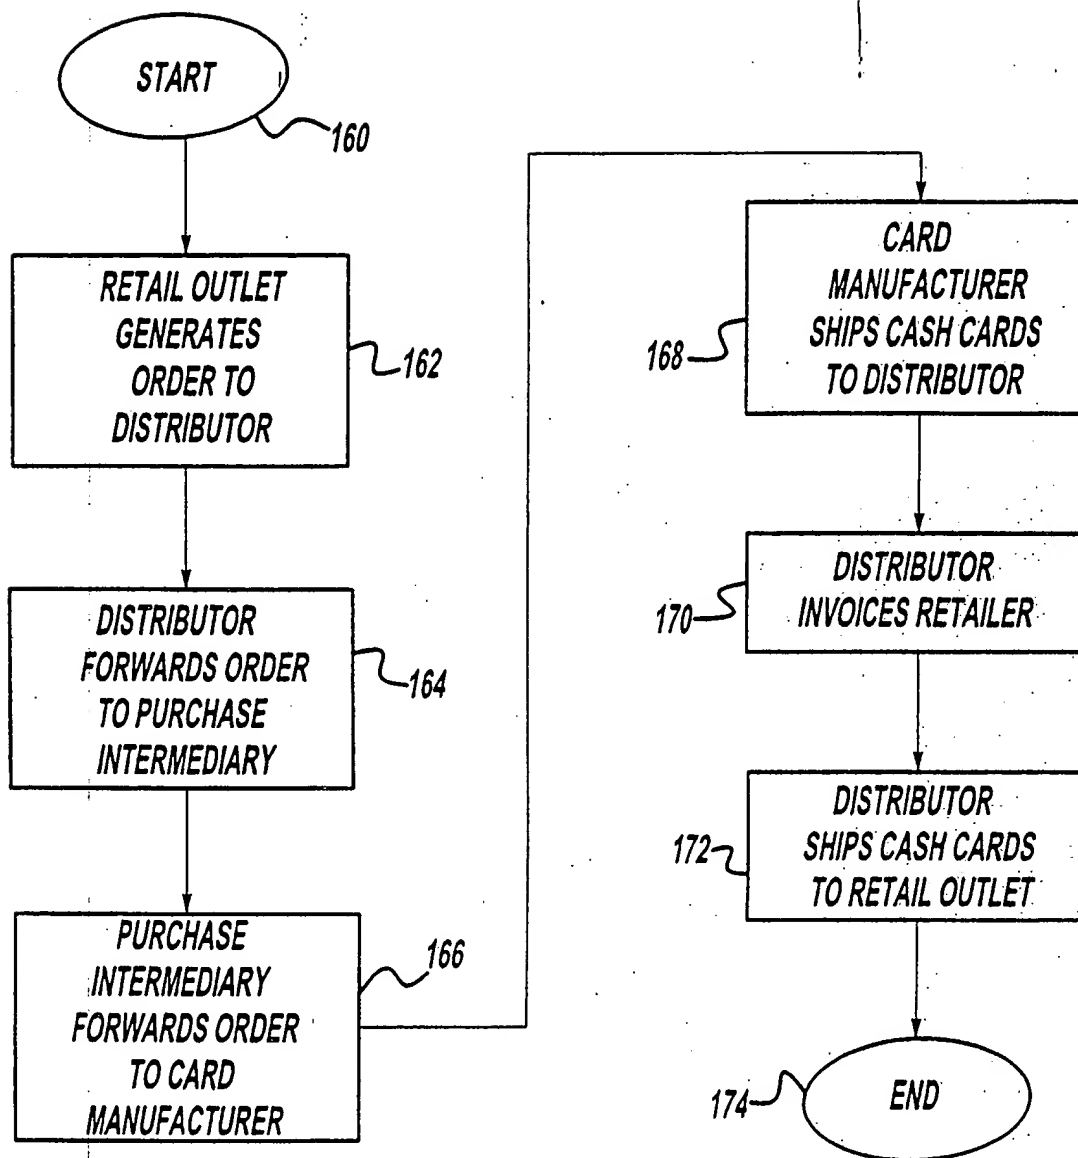 START
160
RETAIL OUTLET
GENERATES
ORDER TO
DISTRIBUTOR
162
DISTRIBUTOR
FORWARDS ORDER
TO PURCHASE
INTERMEDIARY
164
PURCHASE
INTERMEDIARY
FORWARDS ORDER
TO CARD
MANUFACTURER
166
CARD
MANUFACTURER
SHIPS CASH CARDS
TO DISTRIBUTOR
168
DISTRIBUTOR
INVOICES RETAILER
170
DISTRIBUTOR
SHIPS CASH CARDS
TO RETAIL OUTLET
172
END
174